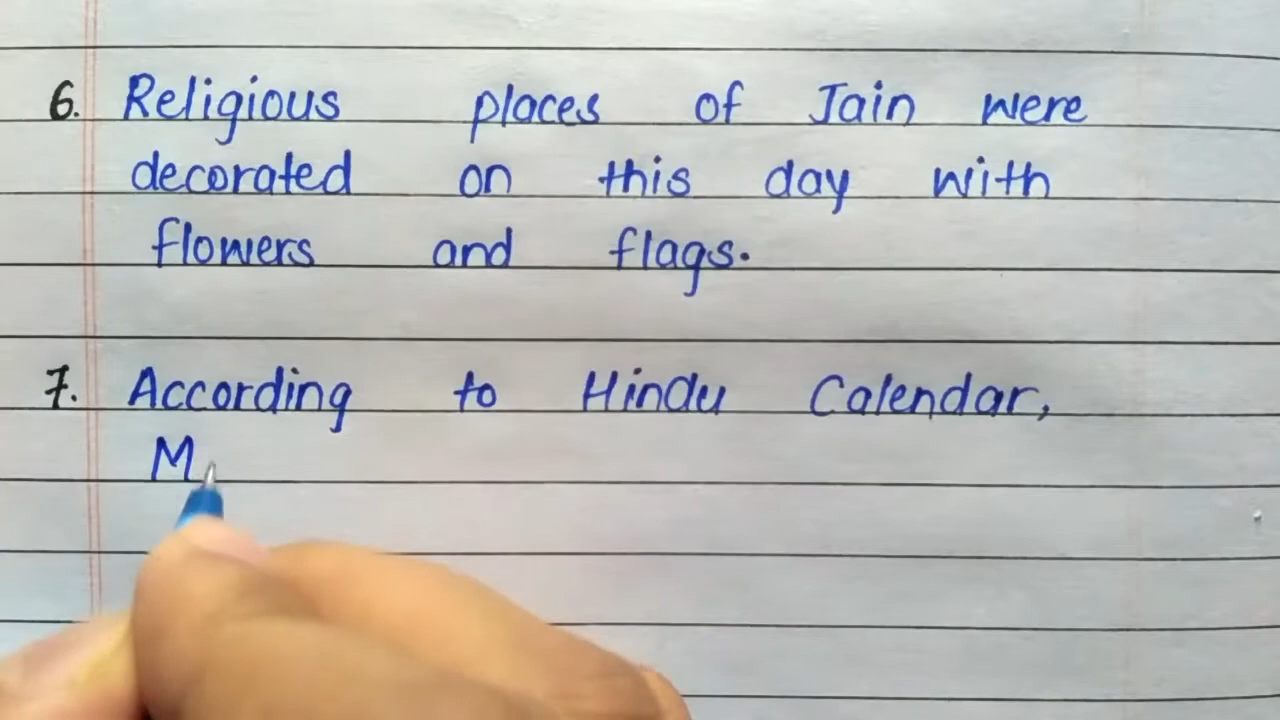 6. Religious places of Jain were
decorated on this day with
flowers and flags.
7. According to Hindu Calendar,
M